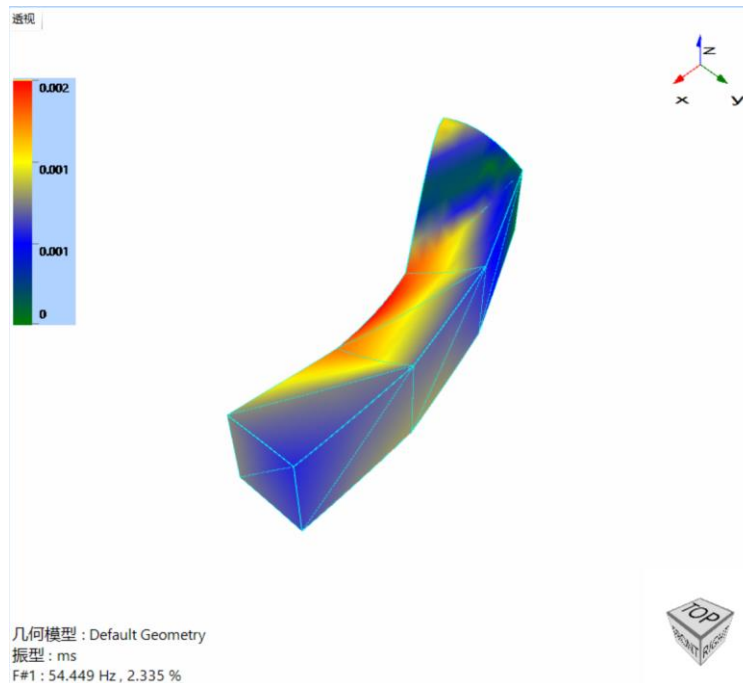 透视
0.002
0.001
0.001
0
Z
x
y
TOP
FRONT
RIGHT
几何模型 : Default Geometry
振型 : ms
F#1 : 54.449 Hz , 2.335 %